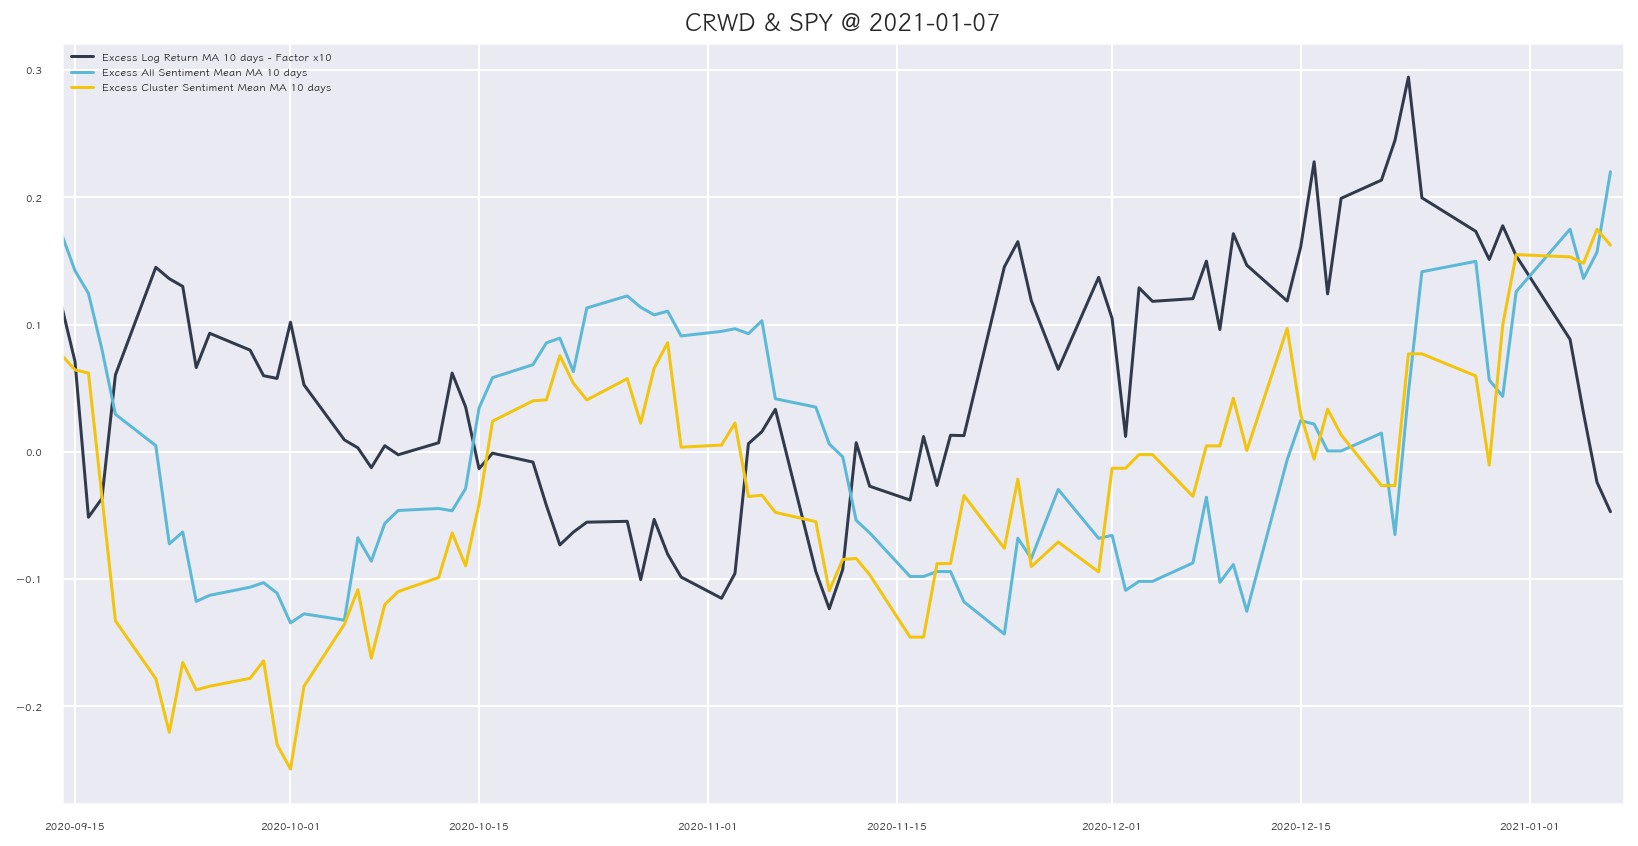 CRWD & SPY @ 2021-01-07
Excess Log Return MA 10 days - Factor x10
Excess All Sentiment Mean MA 10 days
Excess Cluster Sentiment Mean MA 10 days
0.3
0.2
0.1
0.0
−0.1
−0.2
2020-09-15 2020-10-01 2020-10-15 2020-11-01 2020-11-15 2020-12-01 2020-12-15 2021-01-01